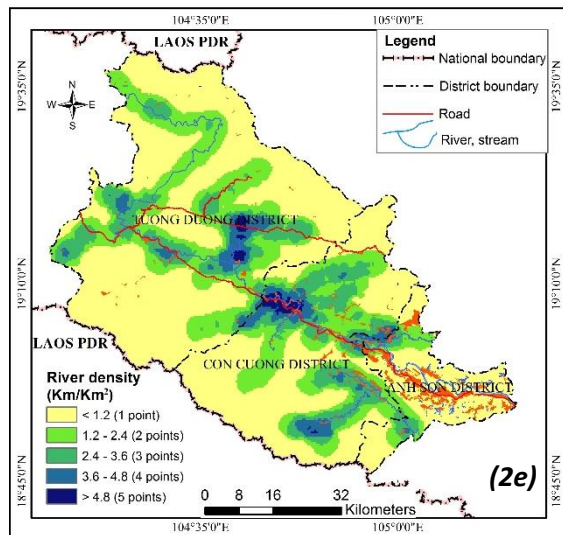 104°35'0"E 105°0'0"E
LAOS PDR
Legend
National boundary
District boundary
Road
River, stream
N
W E
S
19°35'0"N 19°35'0"N
TUONG DUONG DISTRICT
19°10'0"N 19°10'0"N
LAOS PDR
CON CUONG DISTRICT
ANH SON DISTRICT
River density
(Km/Km²)
< 1.2 (1 point)
1.2 - 2.4 (2 points)
2.4 - 3.6 (3 points)
3.6 - 4.8 (4 points)
> 4.8 (5 points)
(2e)
18°45'0"N 18°45'0"N
0 8 16 32
Kilometers
104°35'0"E 105°0'0"E